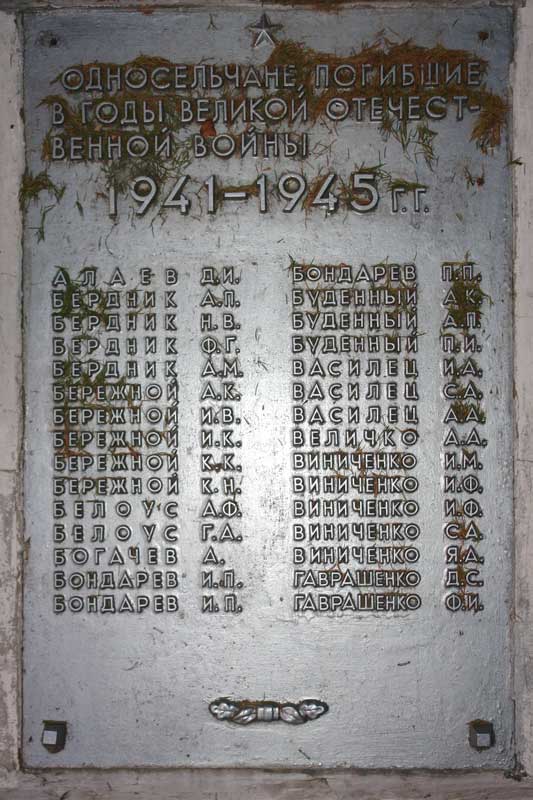 ОДНОСЕЛЬЧАНЕ, ПОГИБШИЕ
В ГОДЫ ВЕЛИКОЙ ОТЕЧЕСТ-
ВЕННОЙ ВОЙНЫ
1941-1945 г.г.
АЛАЕВ Д.И.
БЕРДНИК А.П.
БЕРДНИК Н.В.
БЕРДНИК Ф.Г.
БЕРДНИК А.М.
БЕРЕЖНОЙ А.К.
БЕРЕЖНОЙ И.В.
БЕРЕЖНОЙ И.К.
БЕРЕЖНОЙ К.К.
БЕРЕЖНОЙ К.Н.
БЕЛОУС А.Ф.
БЕЛОУС Г.А.
БОГАЧЕВ А.
БОНДАРЕВ И.П.
БОНДАРЕВ И.П.
БОНДАРЕВ П.П.
БУДЕННЫЙ А.К.
БУДЕННЫЙ А.П.
БУДЕННЫЙ П.И.
ВАСИЛЕЦ И.А.
ВАСИЛЕЦ С.А.
ВАСИЛЕЦ А.А.
ВЕЛИЧКО А.А.
ВИНИЧЕНКО И.М.
ВИНИЧЕНКО И.Ф.
ВИНИЧЕНКО И.Ф.
ВИНИЧЕНКО С.А.
ВИНИЧЕНКО Я.А.
ГАВРАШЕНКО Д.С.
ГАВРАШЕНКО Ф.И.